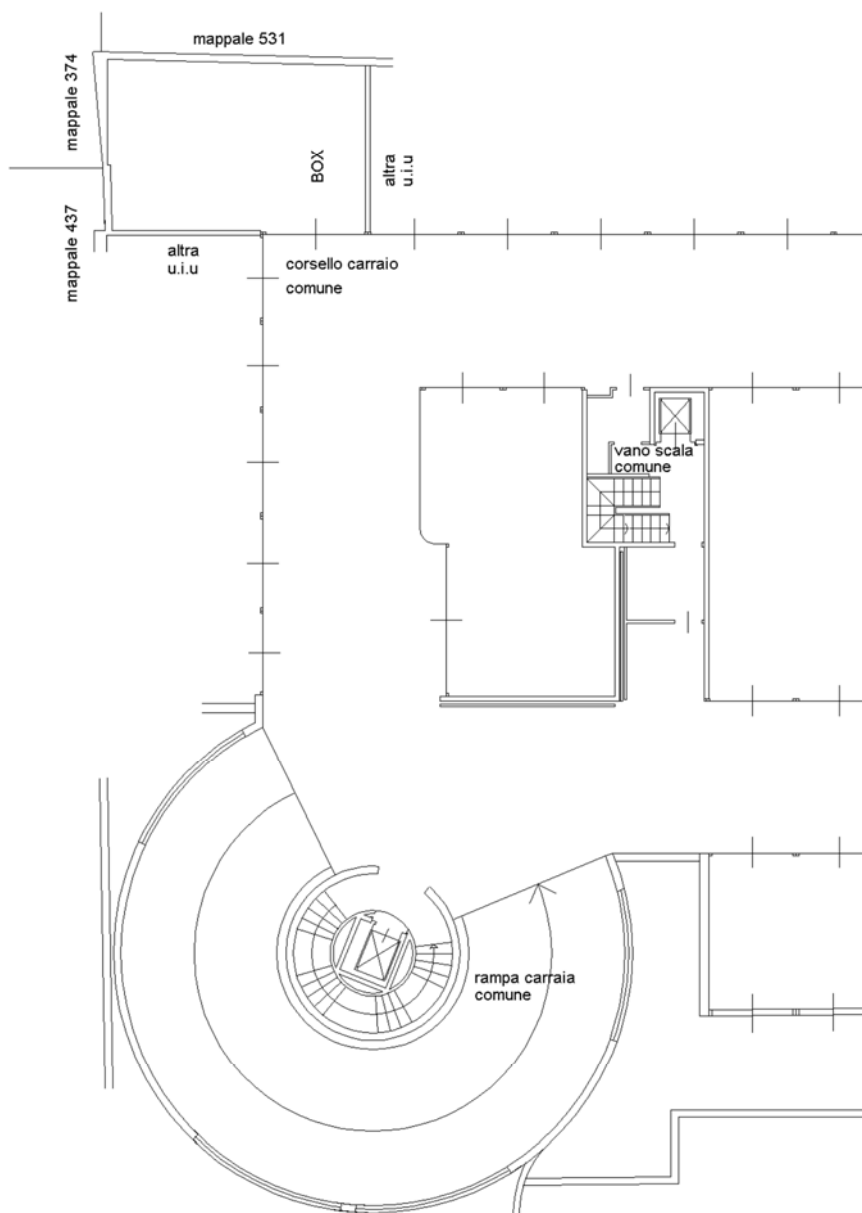 mappale 531
mappale 374
BOX
altra
u.i.u
mappale 437
altra
u.i.u
corsello carraio
comune
vano scala
comune
rampa carraia
comune